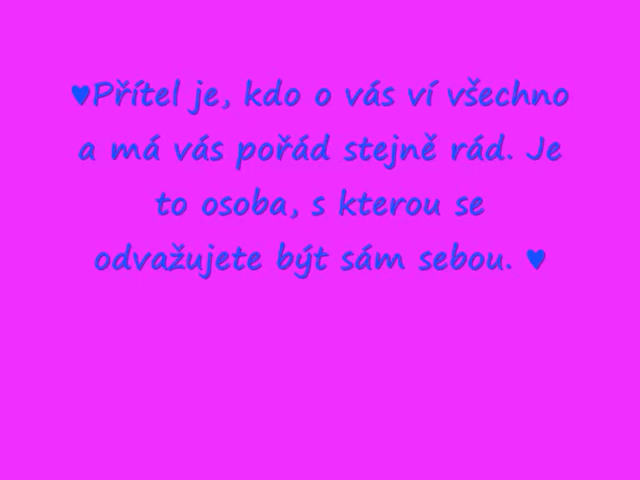 ♥Přítel je, kdo o vás ví všechno
a má vás pořád stejně rád. Je
to osoba, s kterou se
odvažujete být sám sebou. ♥